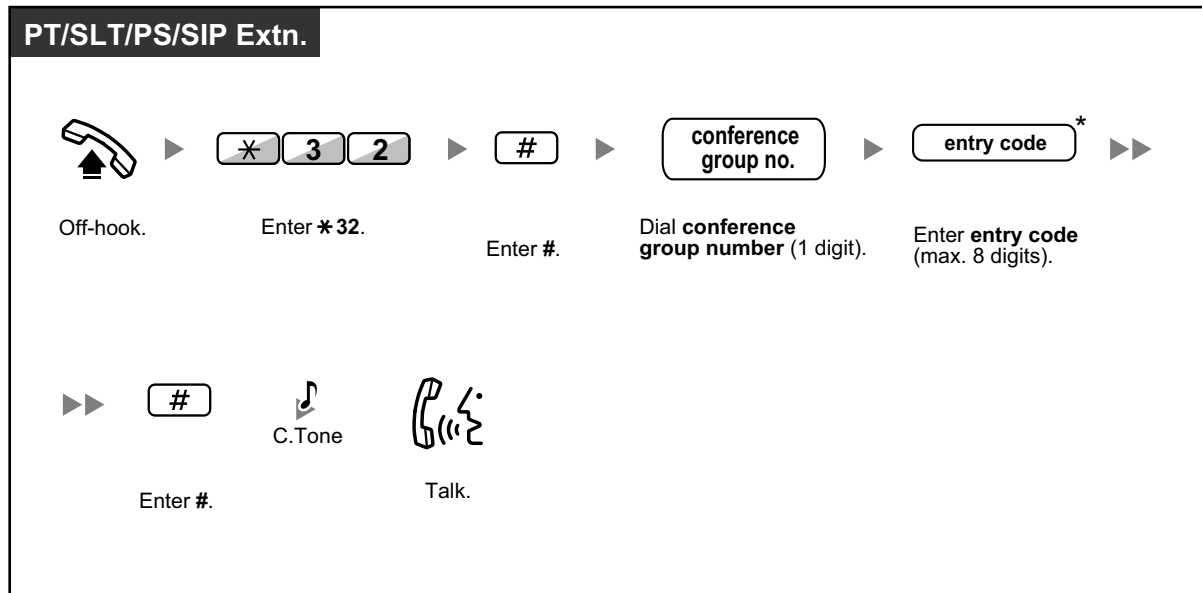 PT/SLT/PS/SIP Extn.
* 3 2 # conference group no. entry code*
Off-hook.
Enter * 32.
Enter #.
Dial conference
group number (1 digit).
Enter entry code
(max. 8 digits).
#
C.Tone
Enter #.
Talk.